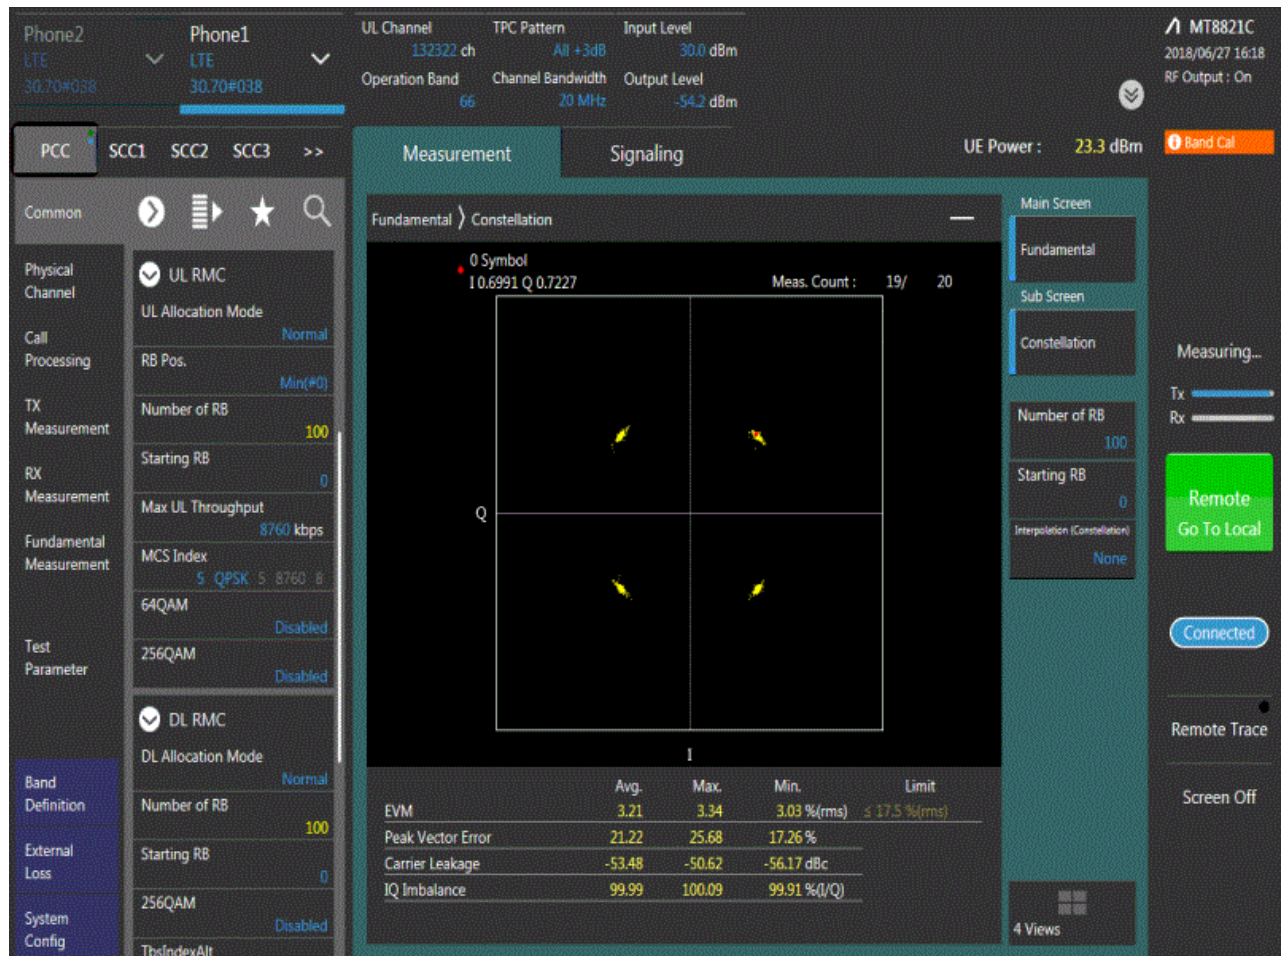 Phone2
LTE
30.70#038
Phone1
LTE
30.70#038
UL Channel
132322 ch
TPC Pattern
All +3dB
Input Level
30.0 dBm
Operation Band
66
Channel Bandwidth
20 MHz
Output Level
-54.2 dBm
MT8821C
2018/06/27 16:18
RF Output : On
PCC SCC1 SCC2 SCC3 >>
Measurement
Signaling
UE Power : 23.3 dBm
Band Cal
Common
Physical
Channel
Call
Processing
TX
Measurement
RX
Measurement
Fundamental
Measurement
Test
Parameter
Band
Definition
External
Loss
System
Config
UL RMC
UL Allocation Mode
Normal
RB Pos.
Min(#0)
Number of RB
100
Starting RB
0
Max UL Throughput
8760 kbps
MCS Index
5 QPSK 5 8760 8
64QAM
Disabled
256QAM
Disabled
DL RMC
DL Allocation Mode
Normal
Number of RB
100
Starting RB
0
256QAM
Disabled
TbsIndexAlt
Fundamental 〉 Constellation
0 Symbol
I 0.6991 Q 0.7227
Meas. Count : 19/ 20
Q
I
Avg. Max. Min. Limit
EVM 3.21 3.34 3.03 %(rms) ≤ 17.5 %(rms)
Peak Vector Error 21.22 25.68 17.26 %
Carrier Leakage -53.48 -50.62 -56.17 dBc
IQ Imbalance 99.99 100.09 99.91 %(I/Q)
Main Screen
Fundamental
Sub Screen
Constellation
Number of RB
100
Starting RB
0
Interpolation (Constellation)
None
4 Views
Measuring...
Tx
Rx
Remote
Go To Local
Connected
Remote Trace
Screen Off